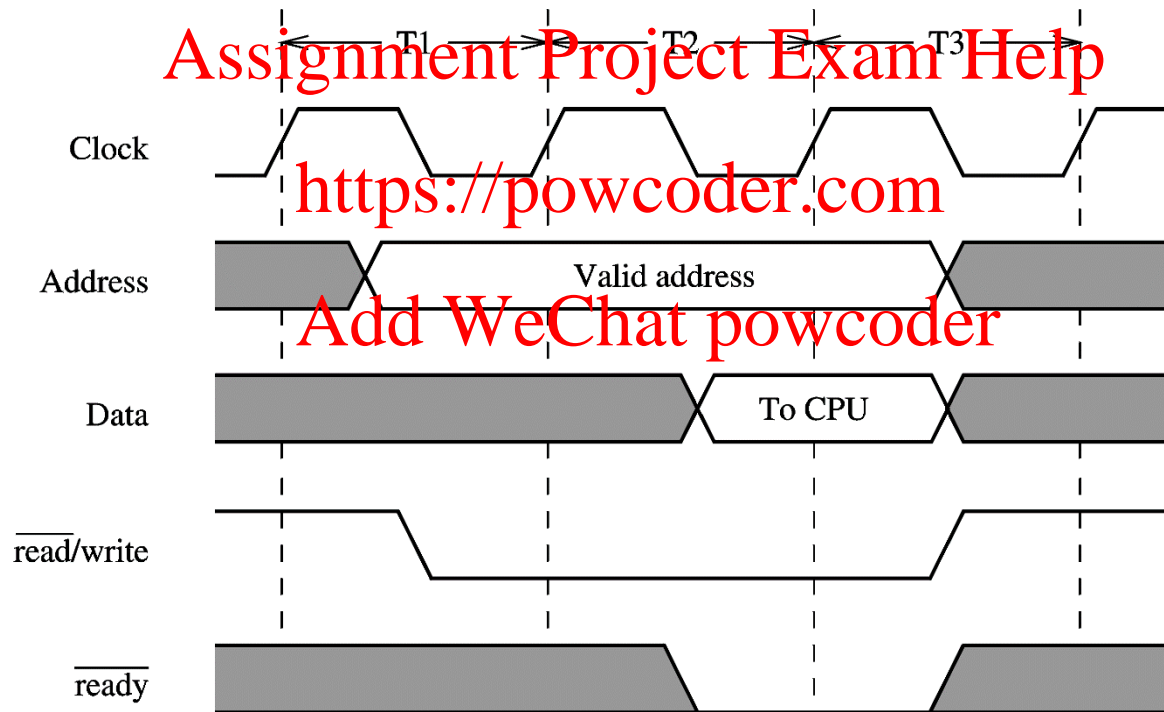 T1 T2 T3
Assignment Project Exam Help
Clock
https://powcoder.com
Address Valid address
Add WeChat powcoder
Data To CPU
read/write
ready